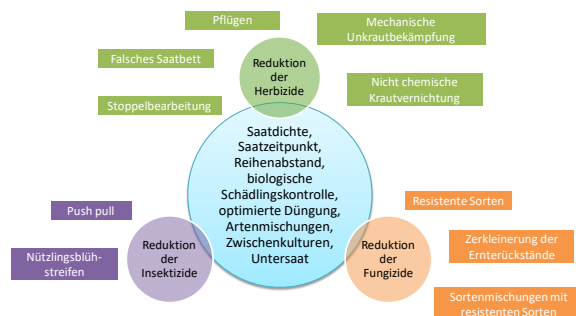 Pflügen
Mechanische
Unkrautbekämpfung
Falsches Saatbett
Reduktion
der
Herbizide
Nicht chemische
Krautvernichtung
Stoppelbearbeitung
Saatdichte,
Saatzeitpunkt,
Reihenabstand,
biologische
Schädlingskontrolle,
optimierte Düngung,
Artenmischungen,
Zwischenkulturen,
Untersaat
Push pull
Nützlingsblüh-
streifen
Reduktion
der
Insektizide
Reduktion
der
Fungizide
Resistente Sorten
Zerkleinerung der
Ernterückstände
Sortenmischungen mit
resistenten Sorten